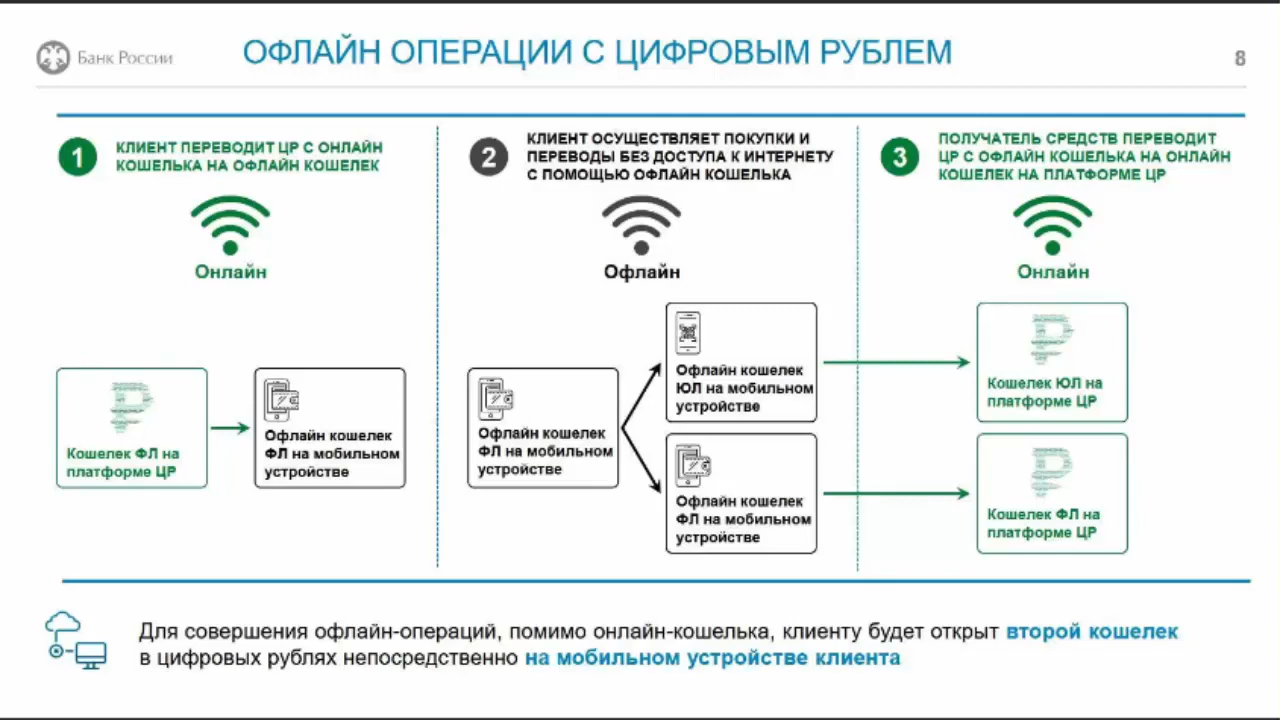 Банк России
ОФЛАЙН ОПЕРАЦИИ С ЦИФРОВЫМ РУБЛЕМ
8
1
КЛИЕНТ ПЕРЕВОДИТ ЦР С ОНЛАЙН
КОШЕЛЬКА НА ОФЛАЙН КОШЕЛЕК
Онлайн
Кошелек ФЛ на
платформе ЦР
Офлайн кошелек
ФЛ на мобильном
устройстве
2
КЛИЕНТ ОСУЩЕСТВЛЯЕТ ПОКУПКИ И
ПЕРЕВОДЫ БЕЗ ДОСТУПА К ИНТЕРНЕТУ
С ПОМОЩЬЮ ОФЛАЙН КОШЕЛЬКА
Офлайн
Офлайн кошелек
ФЛ на мобильном
устройстве
Офлайн кошелек
ЮЛ на мобильном
устройстве
Офлайн кошелек
ФЛ на мобильном
устройстве
3
ПОЛУЧАТЕЛЬ СРЕДСТВ ПЕРЕВОДИТ
ЦР С ОФЛАЙН КОШЕЛЬКА НА ОНЛАЙН
КОШЕЛЕК НА ПЛАТФОРМЕ ЦР
Онлайн
Кошелек ЮЛ на
платформе ЦР
Кошелек ФЛ на
платформе ЦР
Для совершения офлайн-операций, помимо онлайн-кошелька, клиенту будет открыт второй кошелек
в цифровых рублях непосредственно на мобильном устройстве клиента